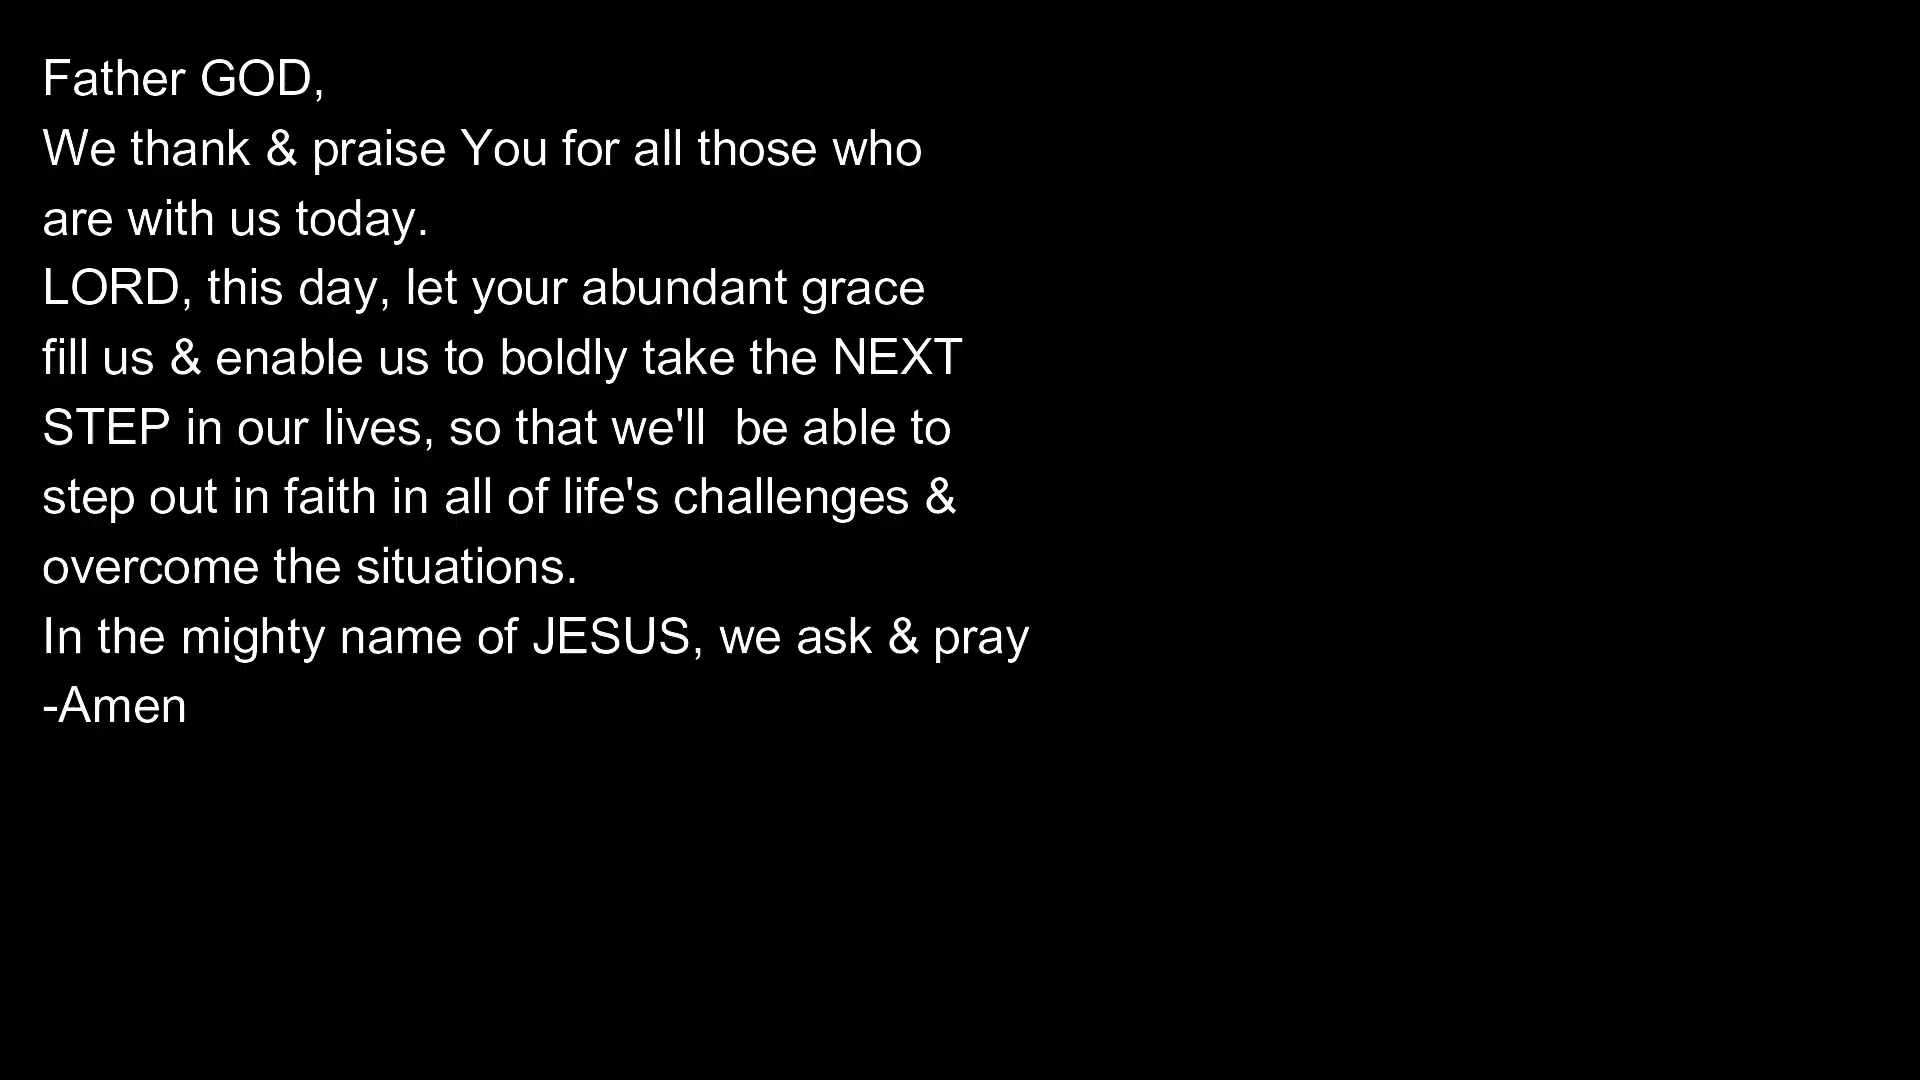 Father GOD,
We thank & praise You for all those who
are with us today.
LORD, this day, let your abundant grace
fill us & enable us to boldly take the NEXT
STEP in our lives, so that we'll  be able to
step out in faith in all of life's challenges &
overcome the situations.
In the mighty name of JESUS, we ask & pray
-Amen